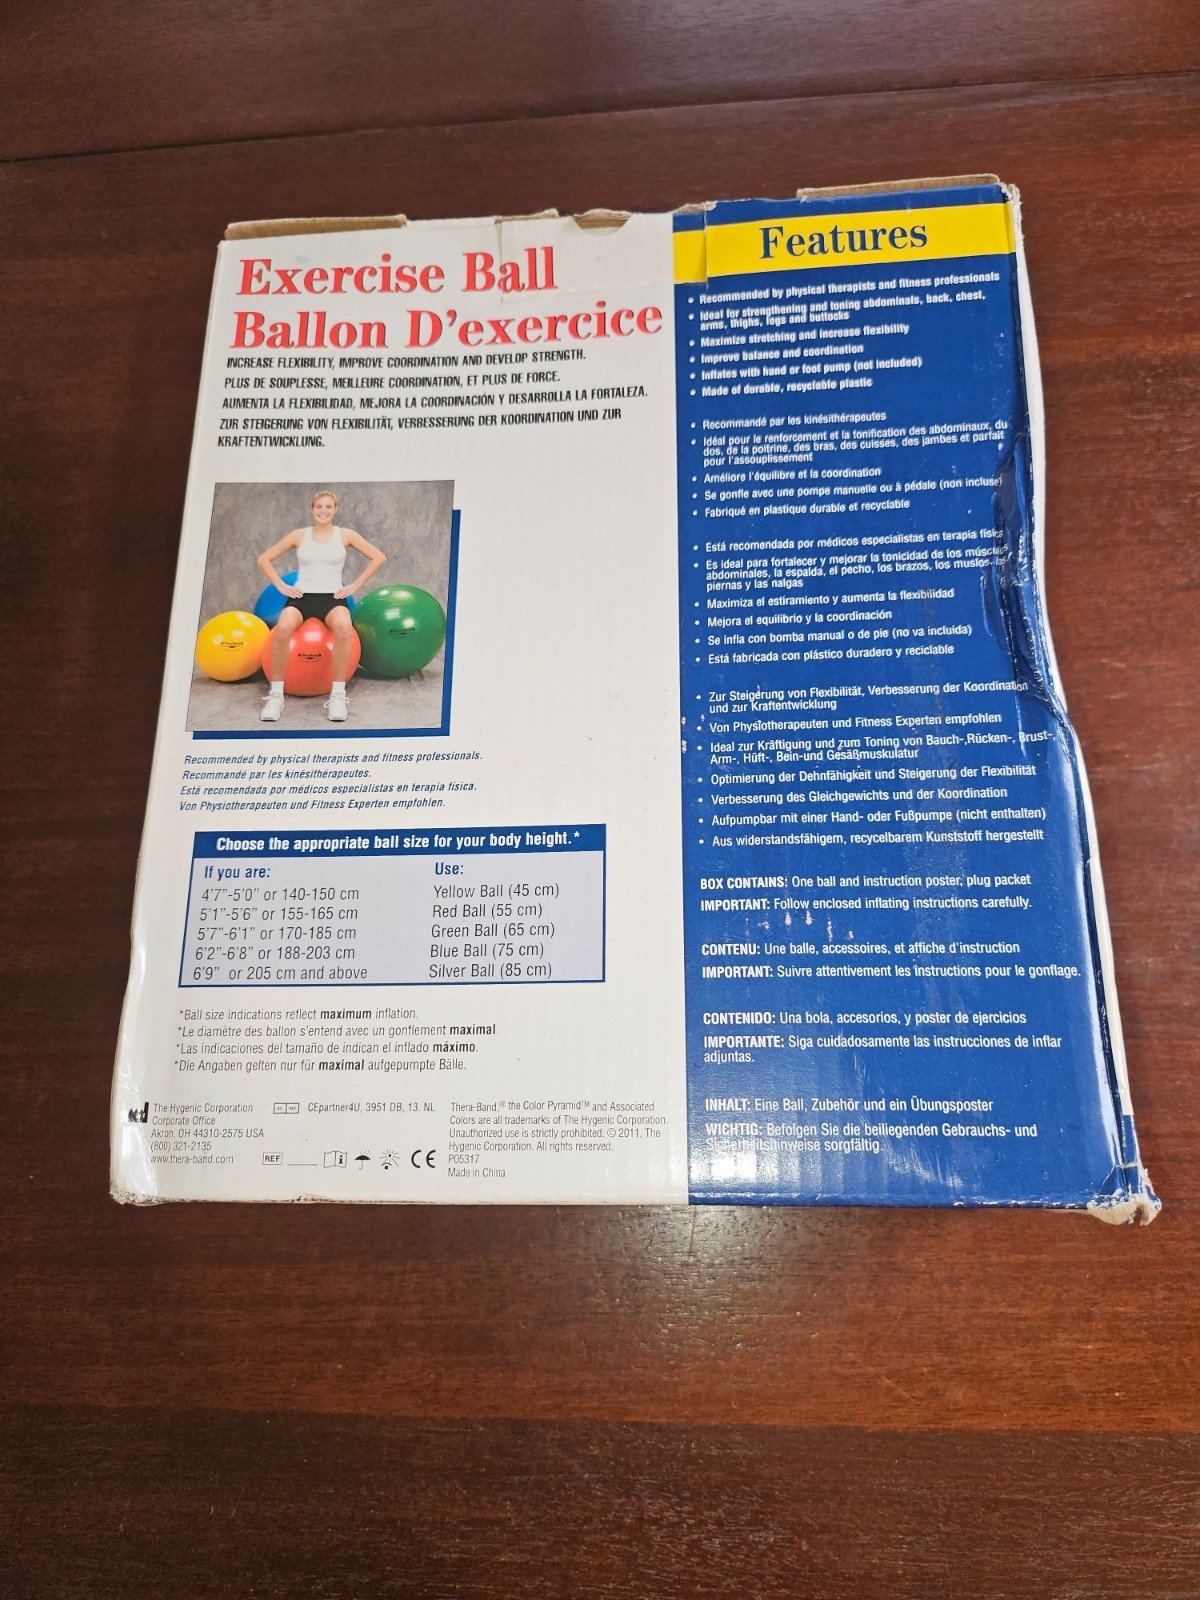 Exercise Ball
Ballon D'exercice
INCREASE FLEXIBILITY, IMPROVE COORDINATION AND DEVELOP STRENGTH.
PLUS DE SOUPLESSE, MEILLEURE COORDINATION, ET PLUS DE FORCE.
AUMENTA LA FLEXIBILIDAD, MEJORA LA COORDINACIÓN Y DESARROLLA LA FORTALEZA.
ZUR STEIGERUNG VON FLEXIBILITÄT, VERBESSERUNG DER KOORDINATION UND ZUR
KRAFTENTWICKLUNG.
Recommended by physical therapists and fitness professionals.
Recommandé par les kinésithérapeutes.
Está recomendada por médicos especialistas en terapia física.
Von Physiotherapeuten und Fitness Experten empfohlen.
Choose the appropriate ball size for your body height.*
If you are: Use:
4'7"-5'0" or 140-150 cm Yellow Ball (45 cm)
5'1"-5'6" or 155-165 cm Red Ball (55 cm)
5'7"-6'1" or 170-185 cm Green Ball (65 cm)
6'2"-6'8" or 188-203 cm Blue Ball (75 cm)
6'9" or 205 cm and above Silver Ball (85 cm)
*Ball size indications reflect maximum inflation.
*Le diamètre des ballon s'entend avec un gonflement maximal.
*Las indicaciones del tamaño de indican el inflado máximo.
*Die Angaben gelten nur für maximal aufgepumpte Bälle.
The Hygenic Corporation
Corporate Office
Akron, OH 44310-2575 USA
(800) 321-2135
www.thera-band.com
EC REP CEpartner4U, 3951 DB, 13. NL
REF CE
Thera-Band,® the Color Pyramid™ and Associated
Colors are all trademarks of The Hygenic Corporation.
Unauthorized use is strictly prohibited. © 2011, The
Hygenic Corporation. All rights reserved.
P05317
Made in China
Features
• Recommended by physical therapists and fitness professionals
• Ideal for strengthening and toning abdominals, back, chest,
arms, thighs, legs and buttocks
• Maximize stretching and increase flexibility
• Improve balance and coordination
• Inflates with hand or foot pump (not included)
• Made of durable, recyclable plastic
• Recommandé par les kinésithérapeutes
• Idéal pour le renforcement et la tonification des abdominaux, du
dos, de la poitrine, des bras, des cuisses, des jambes et parfait
pour l'assouplissement
• Améliore l'équilibre et la coordination
• Se gonfle avec une pompe manuelle ou à pédale (non incluse)
• Fabriqué en plastique durable et recyclable
• Está recomendada por médicos especialistas en terapia física
• Es ideal para fortalecer y mejorar la tonicidad de los músculos
abdominales, la espalda, el pecho, los brazos, los muslos, las
piernas y las nalgas
• Maximiza el estiramiento y aumenta la flexibilidad
• Mejora el equilibrio y la coordinación
• Se infla con bomba manual o de pie (no va incluida)
• Está fabricada con plástico duradero y reciclable
• Zur Steigerung von Flexibilität, Verbesserung der Koordination
und zur Kraftentwicklung
• Von Physiotherapeuten und Fitness Experten empfohlen
• Ideal zur Kräftigung und zum Toning von Bauch-,Rücken-, Brust-,
Arm-, Hüft-, Bein-und Gesäßmuskulatur
• Optimierung der Dehnfähigkeit und Steigerung der Flexibilität
• Verbesserung des Gleichgewichts und der Koordination
• Aufpumpbar mit einer Hand- oder Fußpumpe (nicht enthalten)
• Aus widerstandsfähigem, recycelbarem Kunststoff hergestellt
BOX CONTAINS: One ball and instruction poster, plug packet
IMPORTANT: Follow enclosed inflating instructions carefully.
CONTENU: Une balle, accessoires, et affiche d'instruction
IMPORTANT: Suivre attentivement les instructions pour le gonflage.
CONTENIDO: Una bola, accesorios, y poster de ejercicios
IMPORTANTE: Siga cuidadosamente las instrucciones de inflar
adjuntas.
INHALT: Eine Ball, Zubehör und ein Übungsposter
WICHTIG: Befolgen Sie die beiliegenden Gebrauchs- und
Sicherheitshinweise sorgfältig.